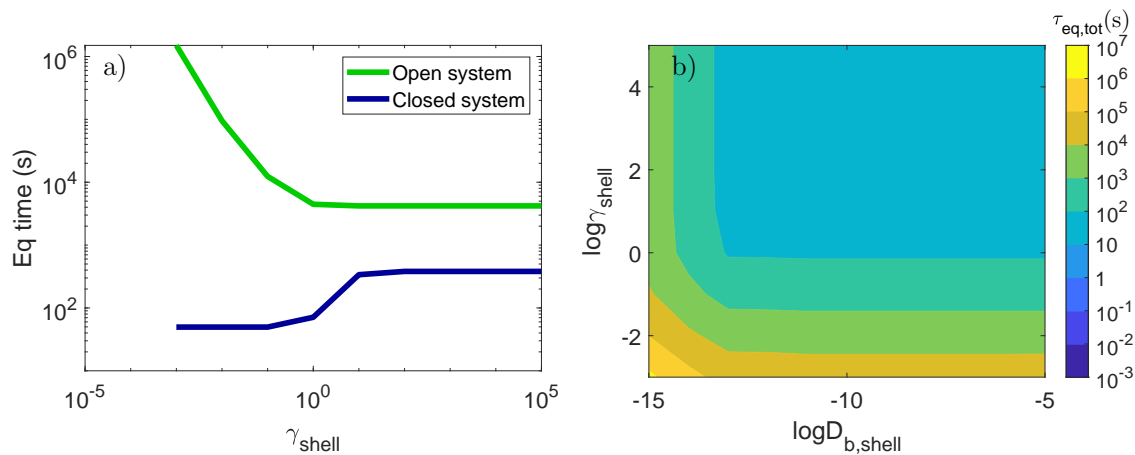 a)
Open system
Closed system
Eq time (s)
10^6
10^4
10^2
10^-5
10^0
10^5
γ_shell
b)
logγ_shell
4
2
0
-2
-15
-10
-5
logD_b,shell
τ_eq,tot(s)
10^7
10^6
10^5
10^4
10^3
10^2
10
1
10^-1
10^-2
10^-3